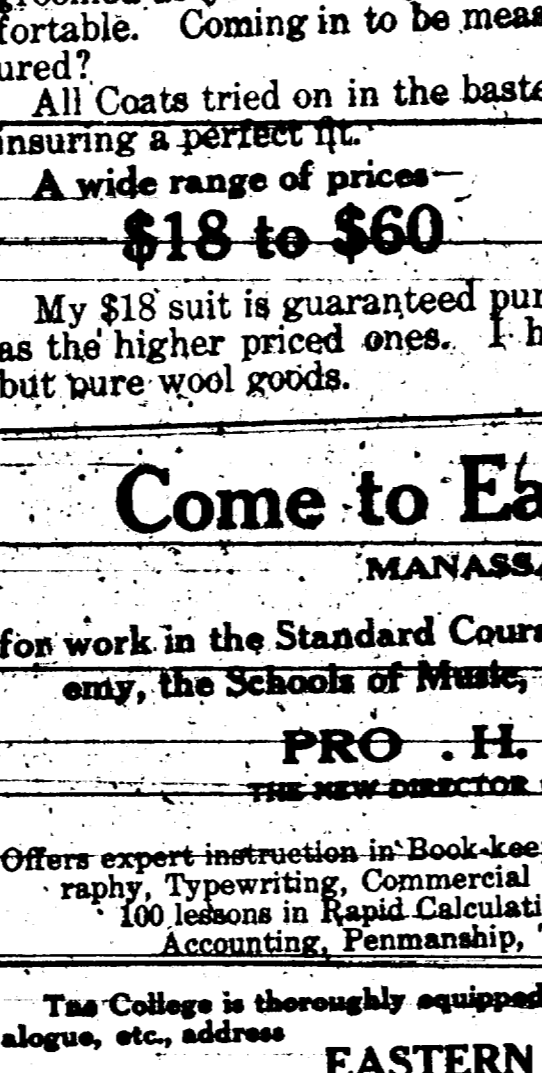 fortable. Coming in to be meas
ured?
All Coats tried on in the baste
insuring a perfect fit.
A wide range of prices—
$18 to $60
My $18 suit is guaranteed pur
as the higher priced ones. I h
but pure wool goods.
Come to Ea
MANASSA
for work in the Standard Cours
emy, the Schools of Music,
PRO . H.
THE NEW DIRECTOR
Offers expert instruction in Book-kee
raphy, Typewriting, Commercial
100 lessons in Rapid Calculati
Accounting, Penmanship,
The College is thoroughly equipped
alogue, etc., address
EASTERN